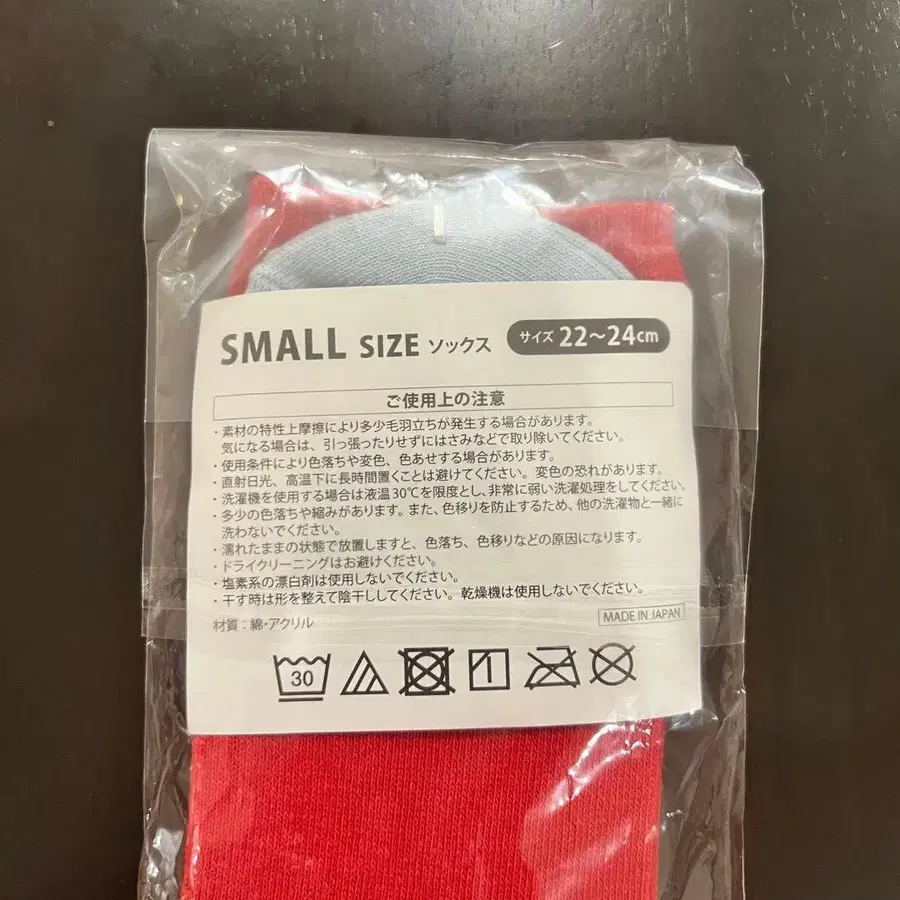 SMALL SIZE ソックス サイズ 22～24cm
ご使用上の注意
・素材の特性上摩擦により多少毛羽立ちが発生する場合があります。
気になる場合は、引っ張ったりせずにはさみなどで取り除いてください。
・使用条件により色落ちや変色、色あせする場合があります。
・直射日光、高温下に長時間置くことは避けてください。変色の恐れがあります。
・洗濯機を使用する場合は液温30℃を限度とし、非常に弱い洗濯処理をしてください。
・多少の色落ちや縮みがあります。また、色移りを防止するため、他の洗濯物と一緒に
洗わないでください。
・濡れたままの状態で放置しますと、色落ち、色移りなどの原因になります。
・ドライクリーニングはお避けください。
・塩素系の漂白剤は使用しないでください。
・干す時は形を整えて陰干ししてください。乾燥機は使用しないでください。
材質：綿・アクリル
MADE IN JAPAN
30